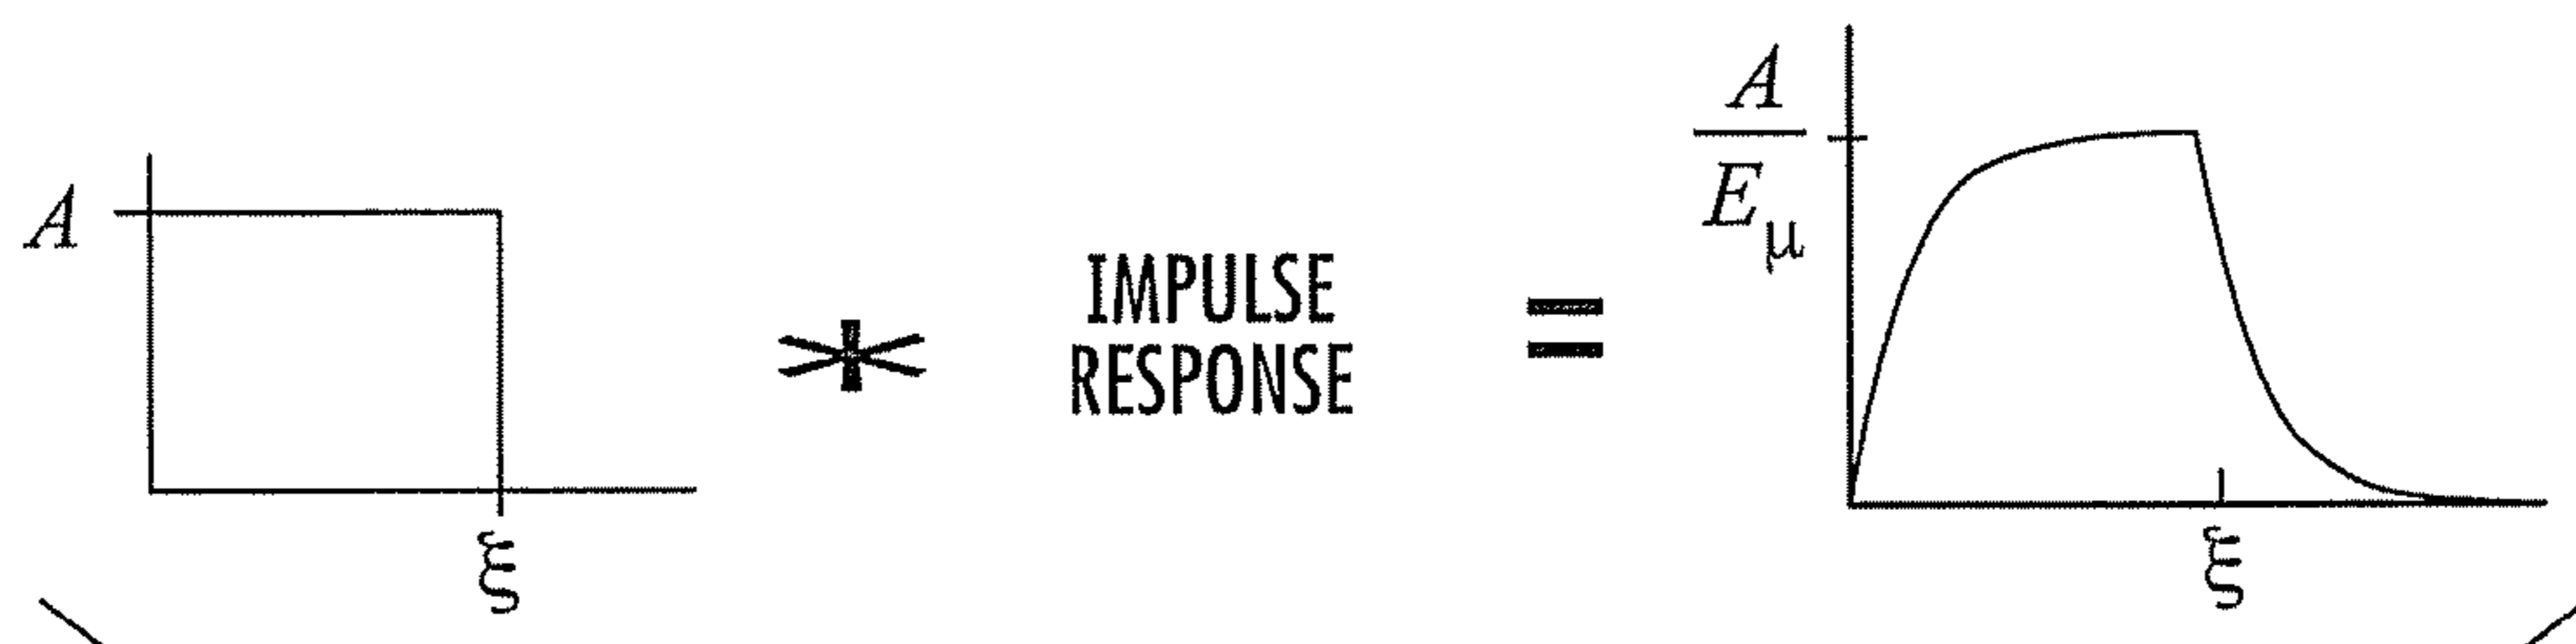 A
ξ
*
IMPULSE
RESPONSE
=
A
E μ
ξ